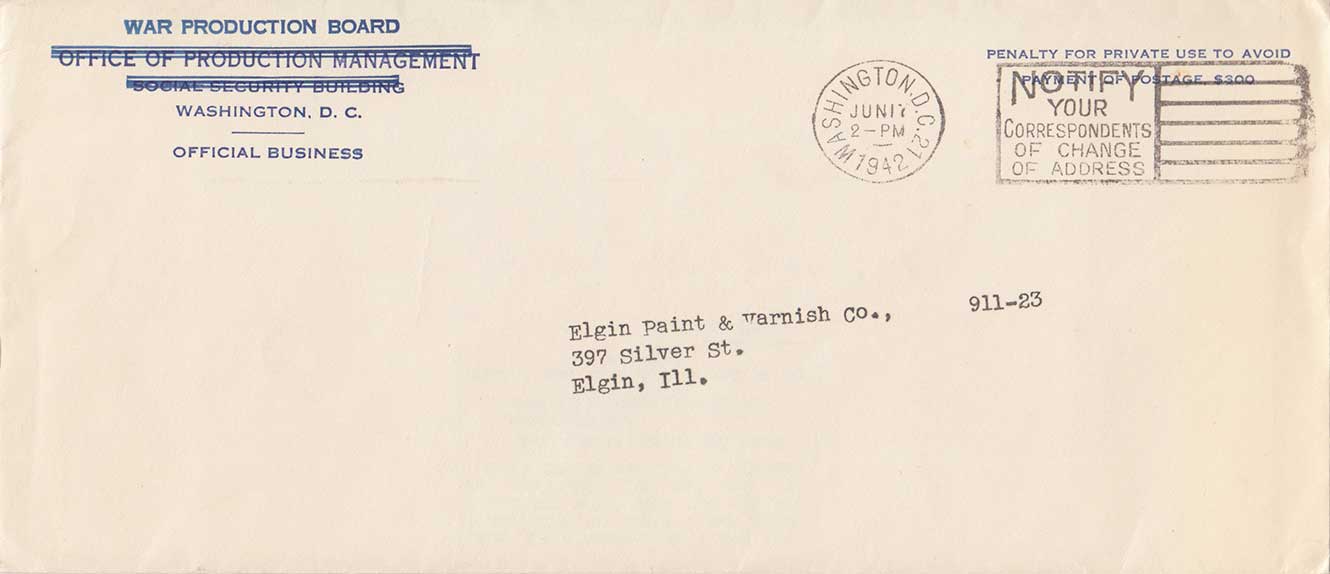 WAR PRODUCTION BOARD
OFFICE OF PRODUCTION MANAGEMENT
SOCIAL SECURITY BUILDING
WASHINGTON, D. C.
OFFICIAL BUSINESS
WASHINGTON, D.C. 21
JUN 17
2-PM
1942
PENALTY FOR PRIVATE USE TO AVOID
PAYMENT OF POSTAGE, $300
NOTIFY
YOUR
CORRESPONDENTS
OF CHANGE
OF ADDRESS
Elgin Paint & Varnish Co., 911-23
397 Silver St.
Elgin, Ill.